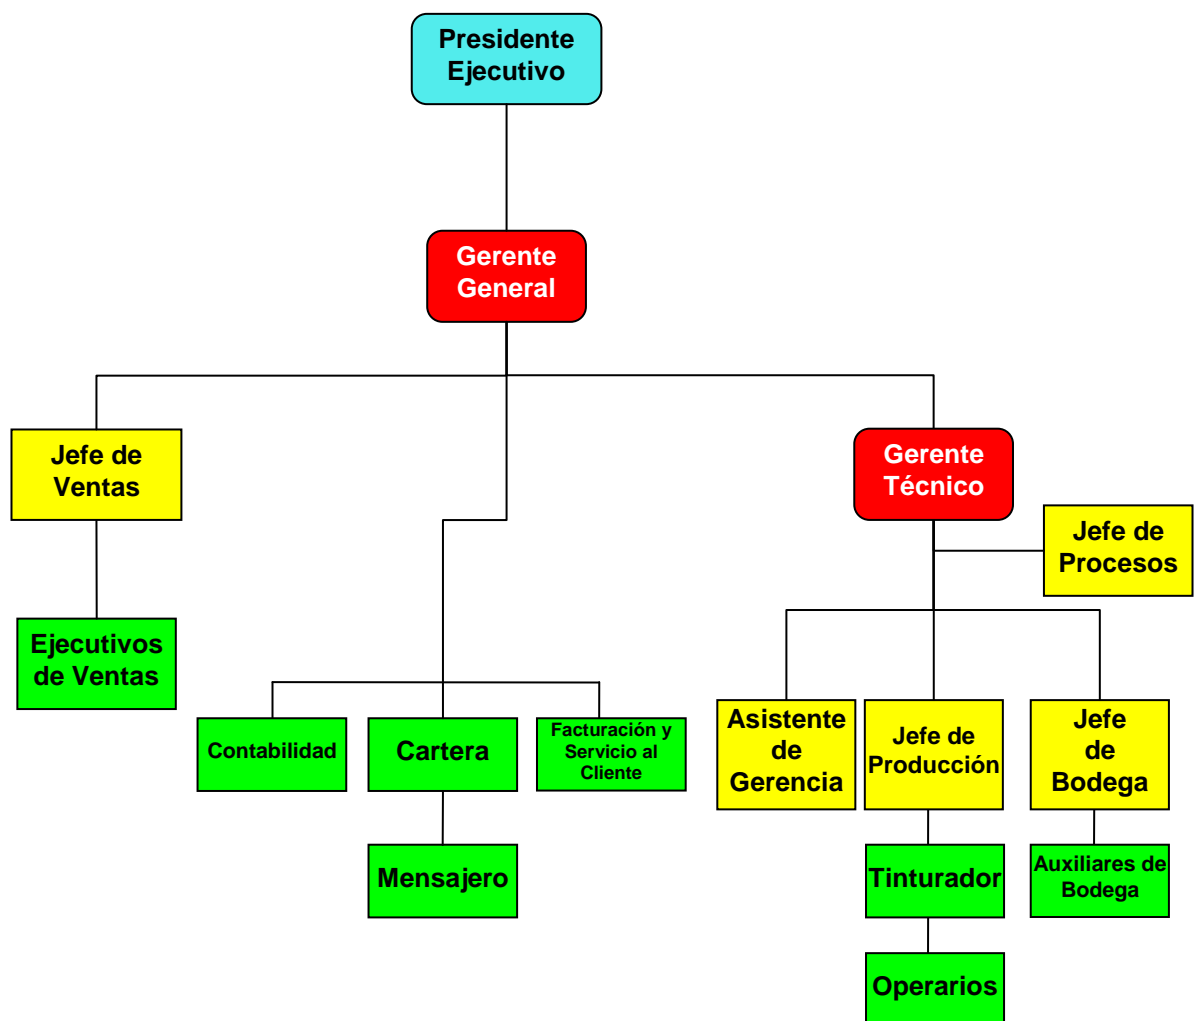 Presidente
Ejecutivo
Gerente
General
Jefe de
Ventas
Gerente
Técnico
Jefe de
Procesos
Ejecutivos
de Ventas
Contabilidad
Cartera
Facturación y
Servicio al
Cliente
Asistente
de
Gerencia
Jefe de
Producción
Jefe
de
Bodega
Mensajero
Tinturador
Auxiliares de
Bodega
Operarios